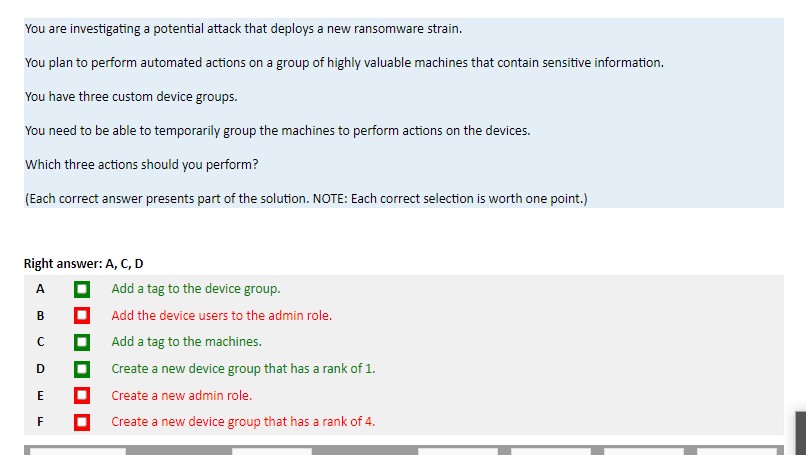 You are investigating a potential attack that deploys a new ransomware strain.
You plan to perform automated actions on a group of highly valuable machines that contain sensitive information.
You have three custom device groups.
You need to be able to temporarily group the machines to perform actions on the devices.
Which three actions should you perform?
(Each correct answer presents part of the solution. NOTE: Each correct selection is worth one point.)
Right answer: A, C, D
A Add a tag to the device group.
B Add the device users to the admin role.
C Add a tag to the machines.
D Create a new device group that has a rank of 1.
E Create a new admin role.
F Create a new device group that has a rank of 4.